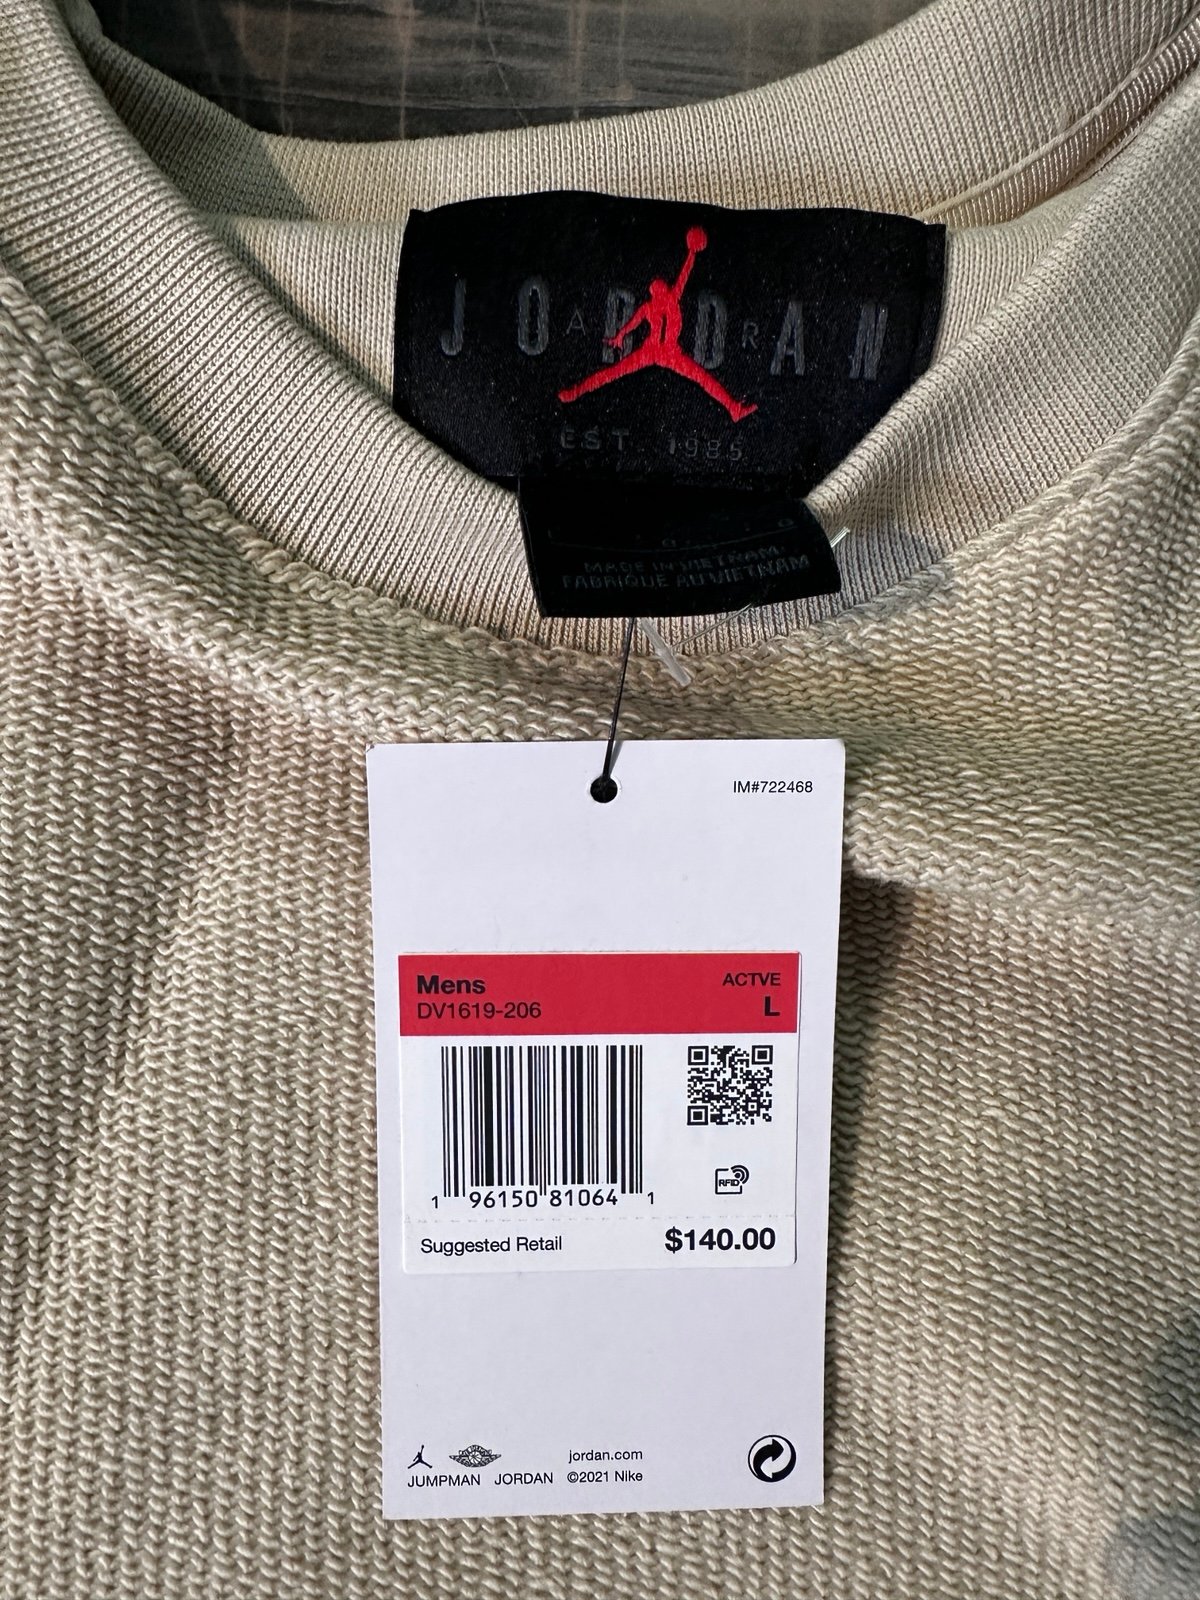 JORDAN
AIR
EST. 1985
MADE IN VIETNAM
FABRIQUE AU VIETNAM
IM#722468
Mens
ACTVE
DV1619-206
L
RFID
1 96150 81064 1
Suggested Retail
$140.00
jordan.com
JUMPMAN JORDAN ©2021 Nike